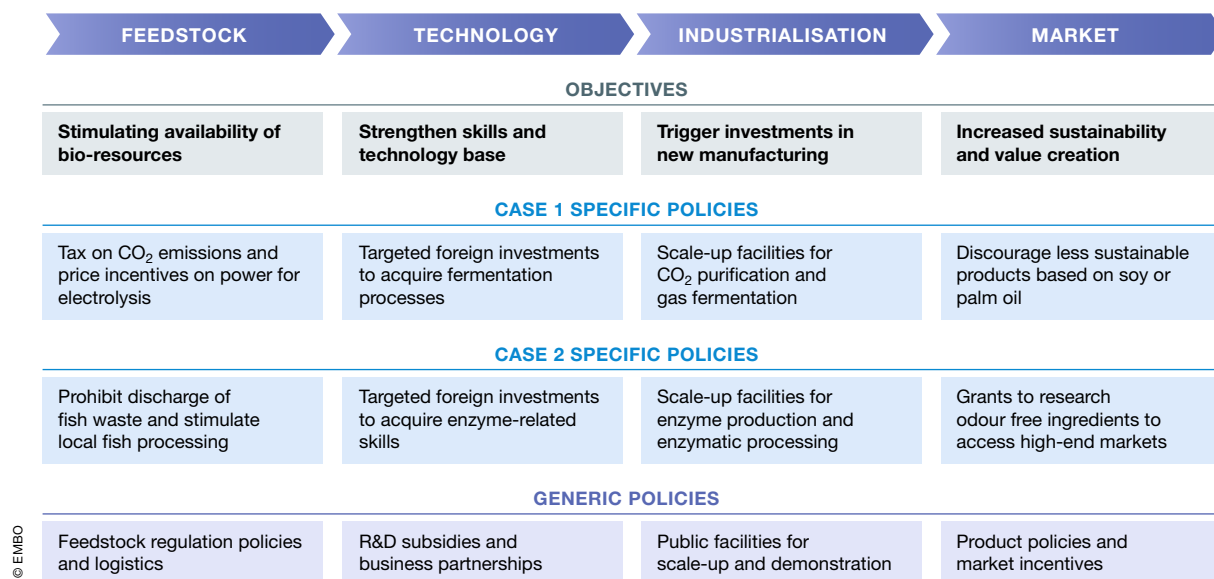 FEEDSTOCK
TECHNOLOGY
INDUSTRIALISATION
MARKET
OBJECTIVES
Stimulating availability of
bio-resources
Strengthen skills and
technology base
Trigger investments in
new manufacturing
Increased sustainability
and value creation
CASE 1 SPECIFIC POLICIES
Tax on CO₂ emissions and
price incentives on power for
electrolysis
Targeted foreign investments
to acquire fermentation
processes
Scale-up facilities for
CO₂ purification and
gas fermentation
Discourage less sustainable
products based on soy or
palm oil
CASE 2 SPECIFIC POLICIES
Prohibit discharge of
fish waste and stimulate
local fish processing
Targeted foreign investments
to acquire enzyme-related
skills
Scale-up facilities for
enzyme production and
enzymatic processing
Grants to research
odour free ingredients to
access high-end markets
GENERIC POLICIES
Feedstock regulation policies
and logistics
R&D subsidies and
business partnerships
Public facilities for
scale-up and demonstration
Product policies and
market incentives
© EMBO